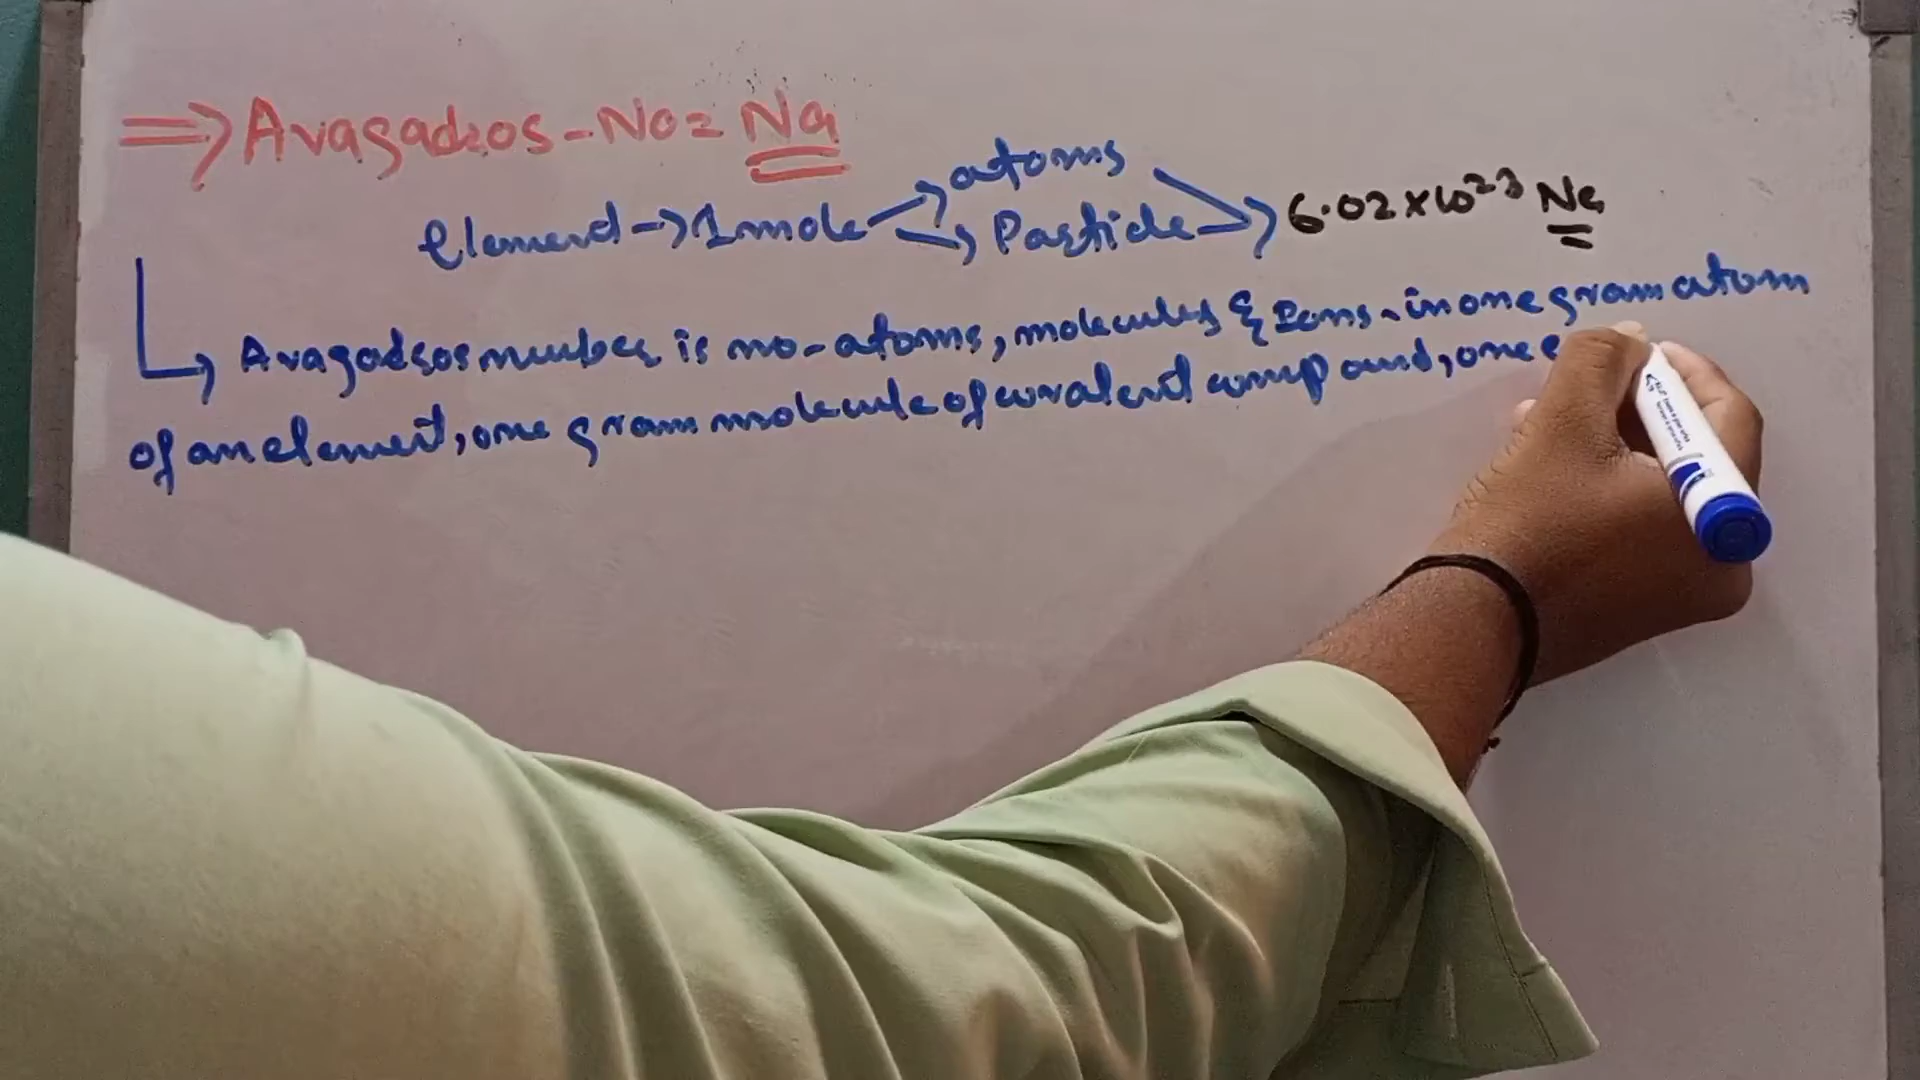 ⇒ Avagadros - No = Na
element → 1 mole → atoms
→ Particle → 6.02 × 10²³ Na
↳ Avagadros number is no - atoms, molecules & Ions - in one gram atom
of an element, one gram molecule of covalent compound, one